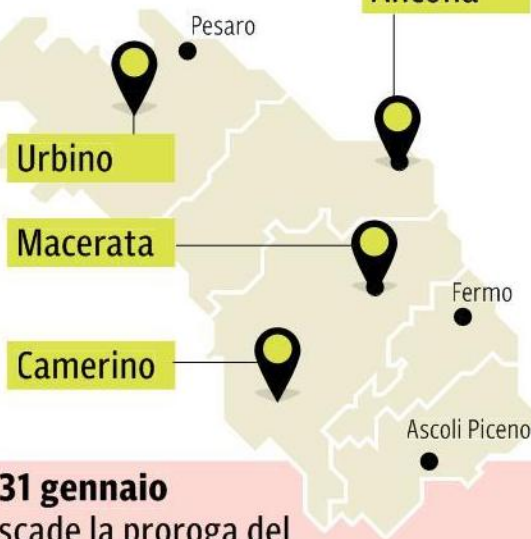 Ancona
Pesaro
Urbino
Macerata
Fermo
Camerino
Ascoli Piceno
31 gennaio
scade la proroga del